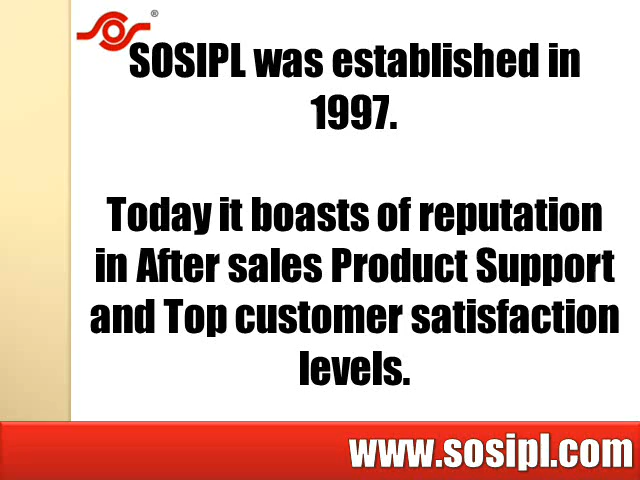 SOS®
SOSIPL was established in
1997.
Today it boasts of reputation
in After sales Product Support
and Top customer satisfaction
levels.
www.sosipl.com